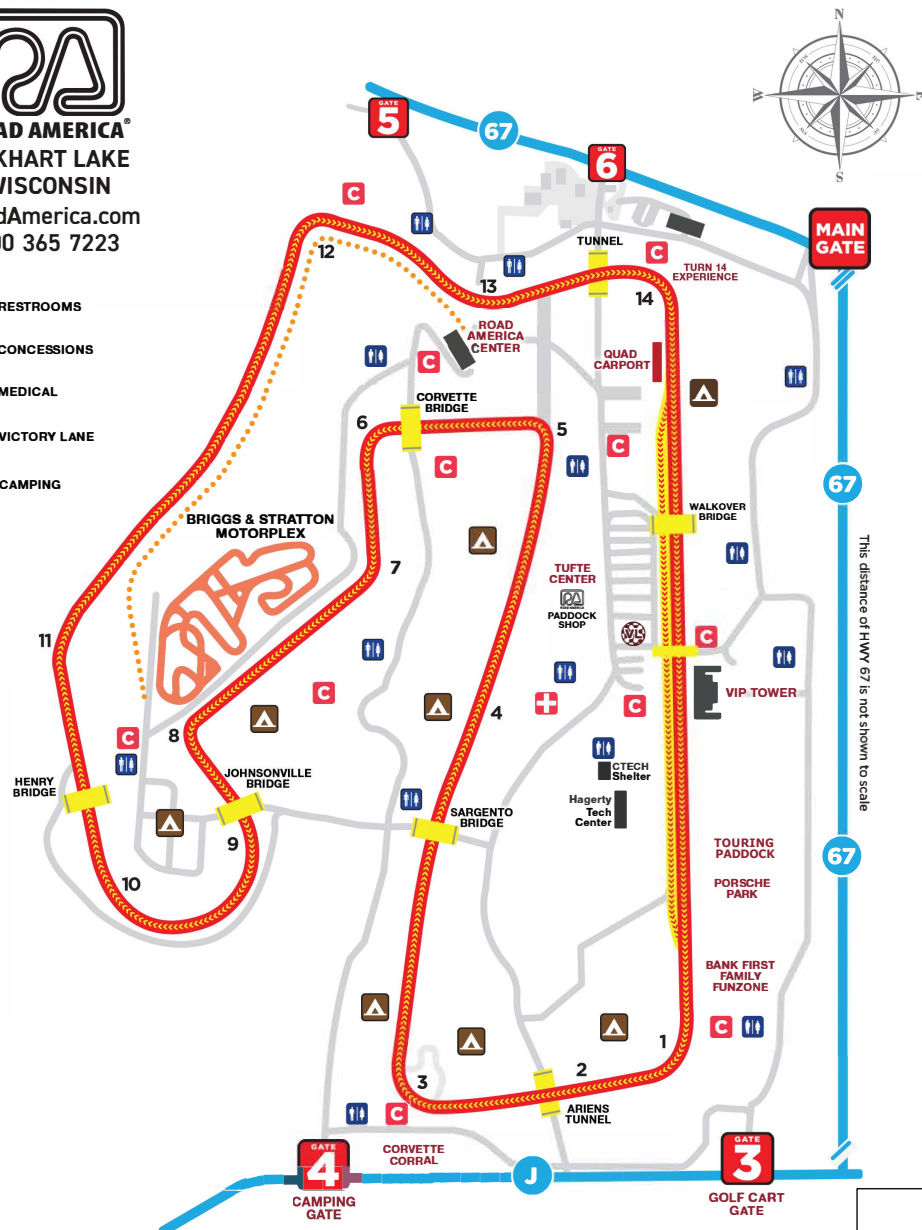 AD AMERICA®
KHART LAKE
WISCONSIN
dAmerica.com
00 365 7223
RESTROOMS
CONCESSIONS
MEDICAL
VICTORY LANE
CAMPING
N
E
S
W
GATE
5
67
GATE
6
MAIN
GATE
C
12
13
TUNNEL
C
14
TURN 14
EXPERIENCE
ROAD
AMERICA
CENTER
C
QUAD
CARPORT
CORVETTE
BRIDGE
6
5
C
C
67
WALKOVER
BRIDGE
BRIGGS & STRATTON
MOTORPLEX
7
TUFTE
CENTER
ROAD AMERICA
PADDOCK
SHOP
VL
C
This distance of HWY 67 is not shown to scale
11
C
4
C
VIP TOWER
C
8
CTECH
Shelter
HENRY
BRIDGE
JOHNSONVILLE
BRIDGE
Hagerty
Tech
Center
SARGENTO
BRIDGE
9
TOURING
PADDOCK
67
10
PORSCHE
PARK
BANK FIRST
FAMILY
FUNZONE
C
1
2
3
C
ARIENS
TUNNEL
CORVETTE
CORRAL
GATE
4
CAMPING
GATE
J
GATE
3
GOLF CART
GATE